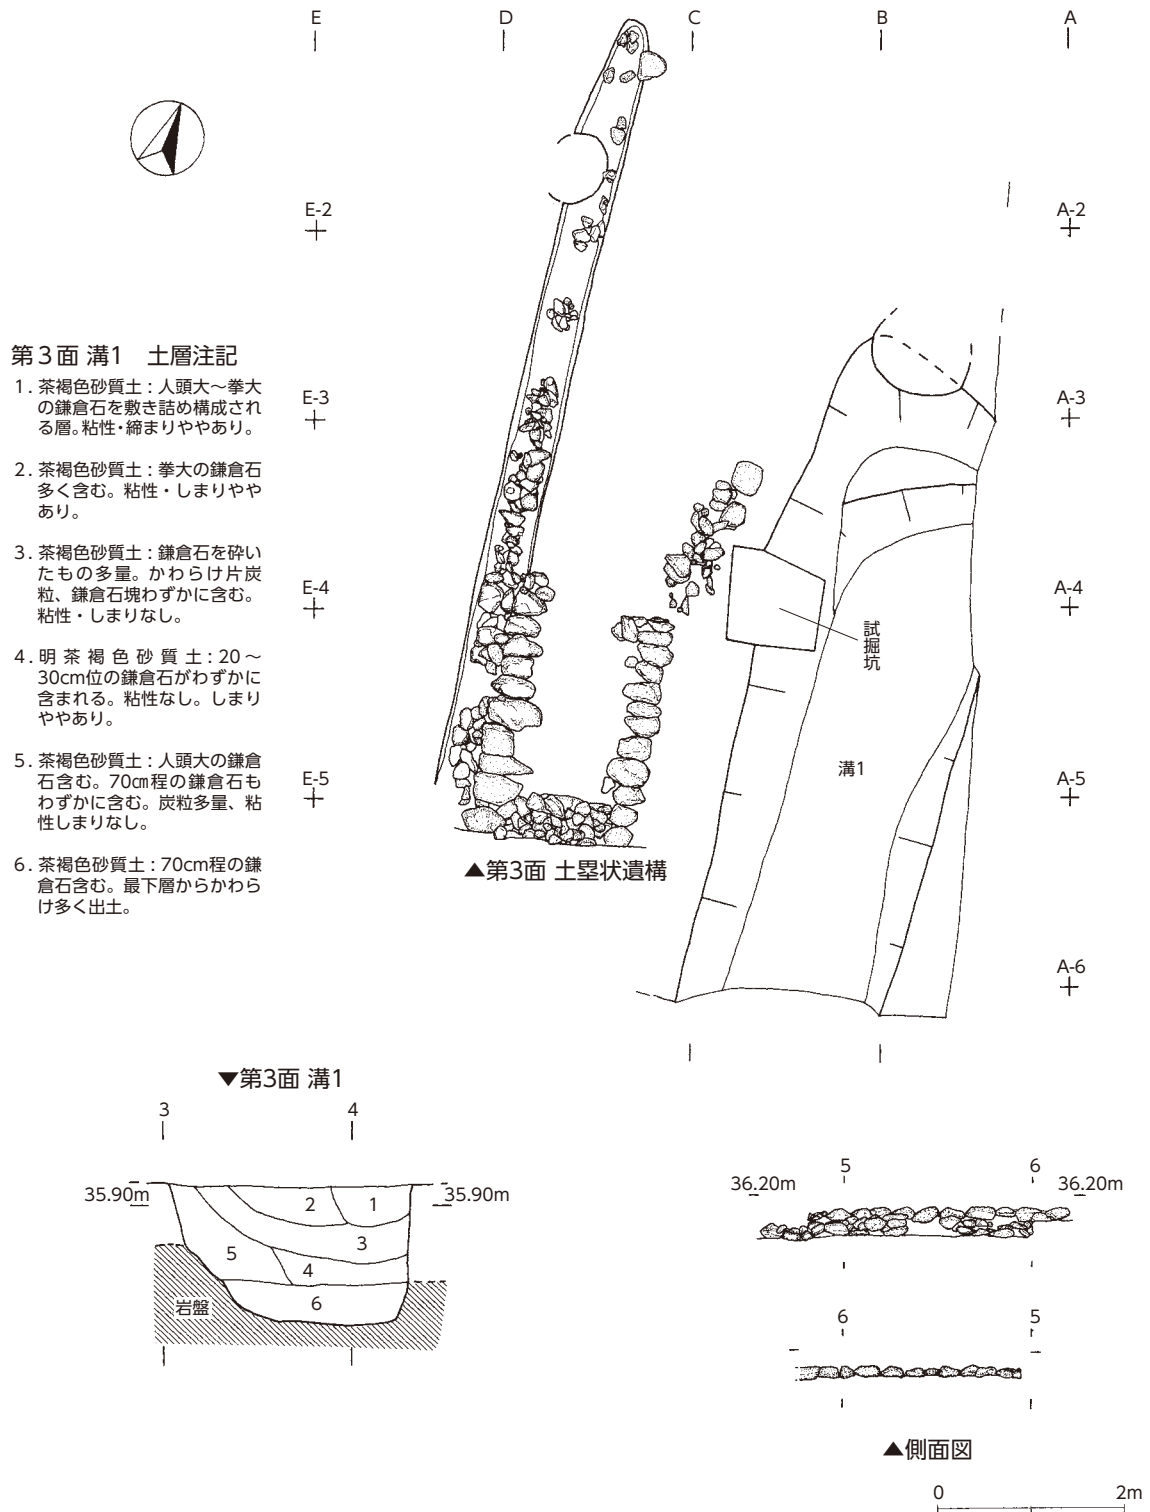 E D C B A
E-2 A-2
第3面 溝1 土層注記
1. 茶褐色砂質土：人頭大～拳大
の鎌倉石を敷き詰め構成され
る層。粘性・締まりややあり。
2. 茶褐色砂質土：拳大の鎌倉石
多く含む。粘性・しまりやや
あり。
3. 茶褐色砂質土：鎌倉石を砕い
たもの多量。かわらけ片炭
粒、鎌倉石塊わずかに含む。
粘性・しまりなし。
4. 明茶褐色砂質土：20～
30cm位の鎌倉石がわずかに
含まれる。粘性なし。しまり
ややあり。
5. 茶褐色砂質土：人頭大の鎌倉
石含む。70㎝程の鎌倉石も
わずかに含む。炭粒多量、粘
性しまりなし。
6. 茶褐色砂質土：70cm程の鎌
倉石含む。最下層からかわら
け多く出土。
E-3 A-3
E-4 A-4
試掘坑
溝1
E-5 A-5
▲第3面 土塁状遺構
A-6
▼第3面 溝1
3 4
35.90m 35.90m
2 1
3
5
4
6
岩盤
5 6
36.20m 36.20m
6 5
▲側面図
0 2m